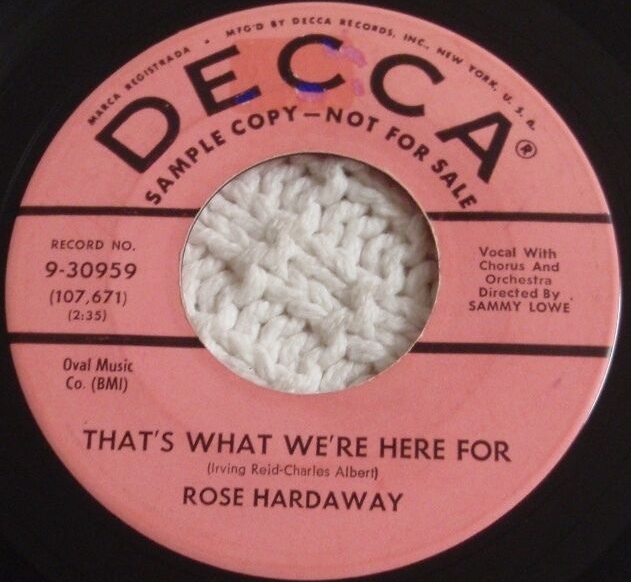 MARCA REGISTRADA • MFG'D BY DECCA RECORDS, INC., NEW YORK, U. S. A.
DECCA®
SAMPLE COPY—NOT FOR SALE
RECORD NO.
9-30959
(107,671)
(2:35)
Vocal With
Chorus And
Orchestra
Directed By
SAMMY LOWE
Oval Music
Co. (BMI)
THAT'S WHAT WE'RE HERE FOR
(Irving Reid-Charles Albert)
ROSE HARDAWAY